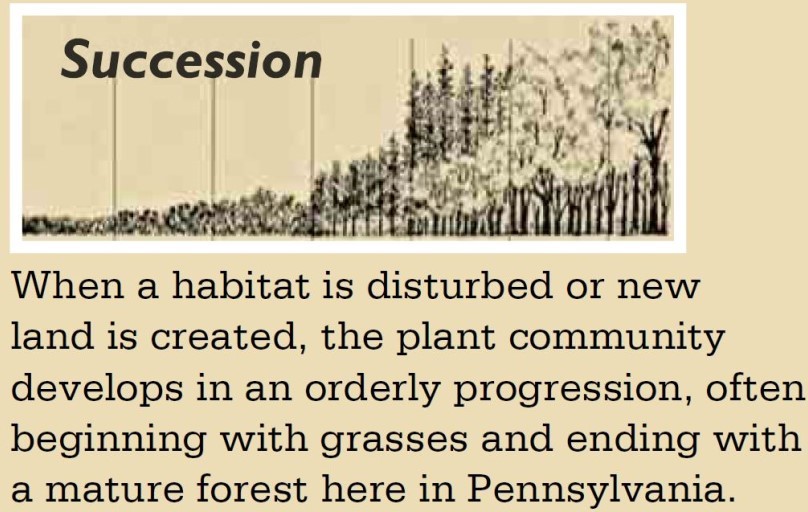 Succession
When a habitat is disturbed or new
land is created, the plant community
develops in an orderly progression, often
beginning with grasses and ending with
a mature forest here in Pennsylvania.